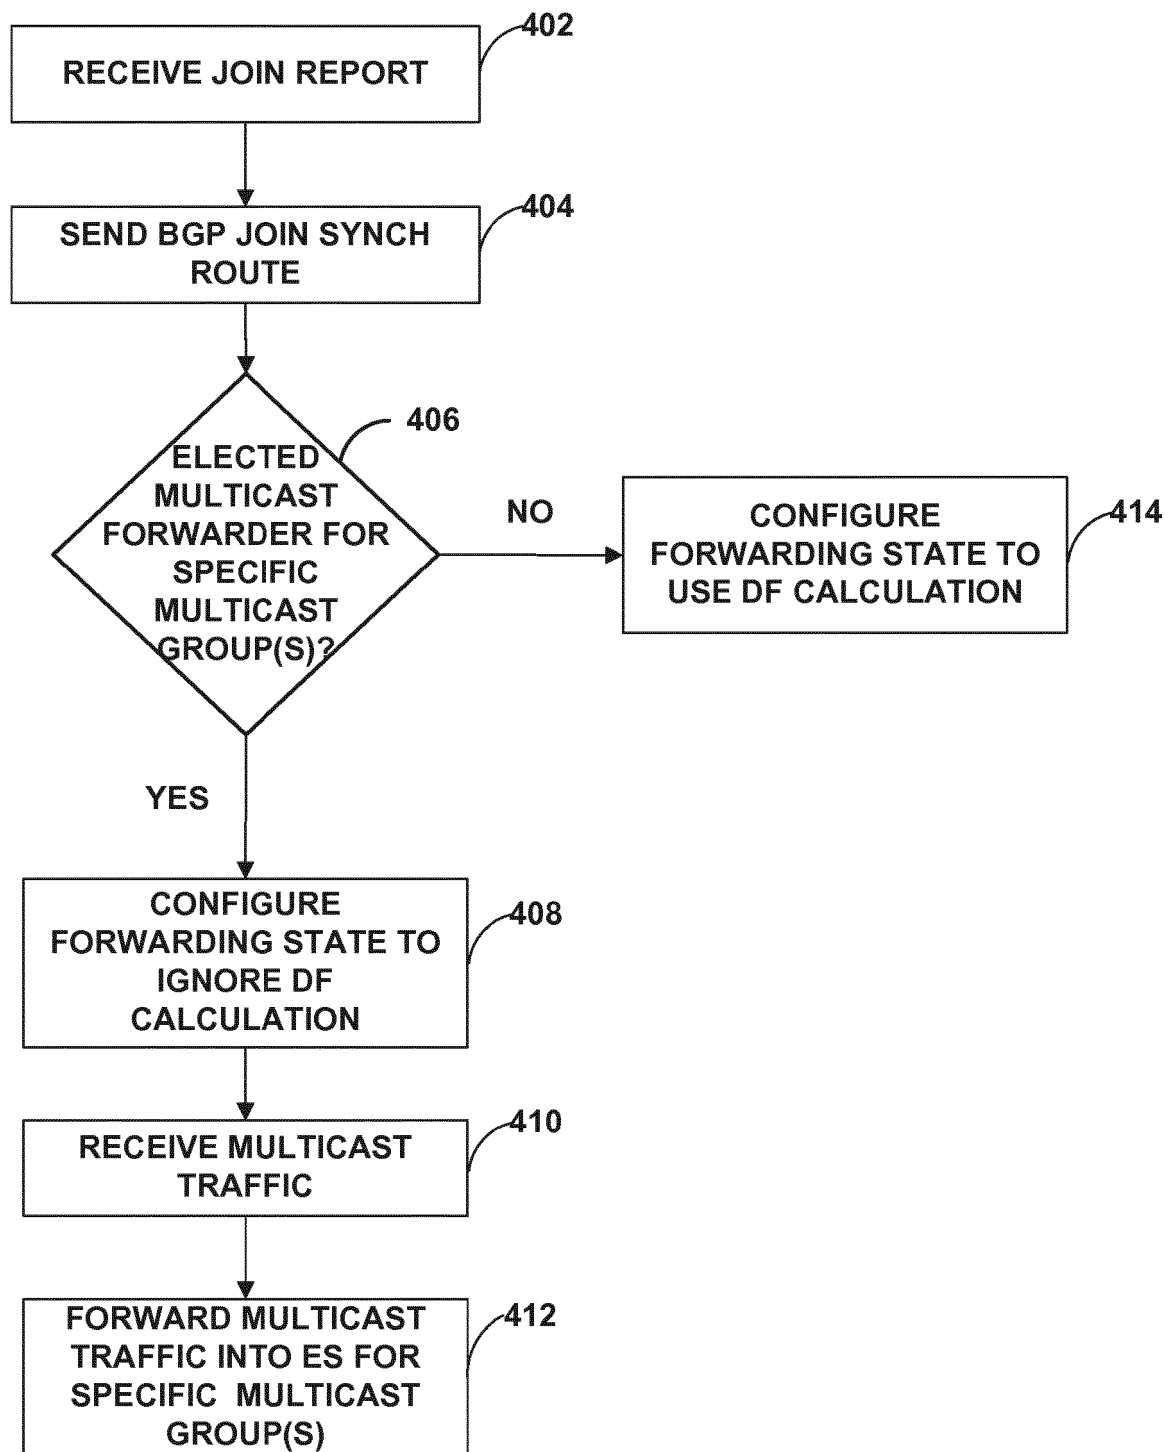 RECEIVE JOIN REPORT
402
SEND BGP JOIN SYNCH
ROUTE
404
ELECTED
MULTICAST
FORWARDER FOR
SPECIFIC
MULTICAST
GROUP(S)?
406
NO
CONFIGURE
FORWARDING STATE TO
USE DF CALCULATION
414
YES
CONFIGURE
FORWARDING STATE TO
IGNORE DF
CALCULATION
408
RECEIVE MULTICAST
TRAFFIC
410
FORWARD MULTICAST
TRAFFIC INTO ES FOR
SPECIFIC MULTICAST
GROUP(S)
412